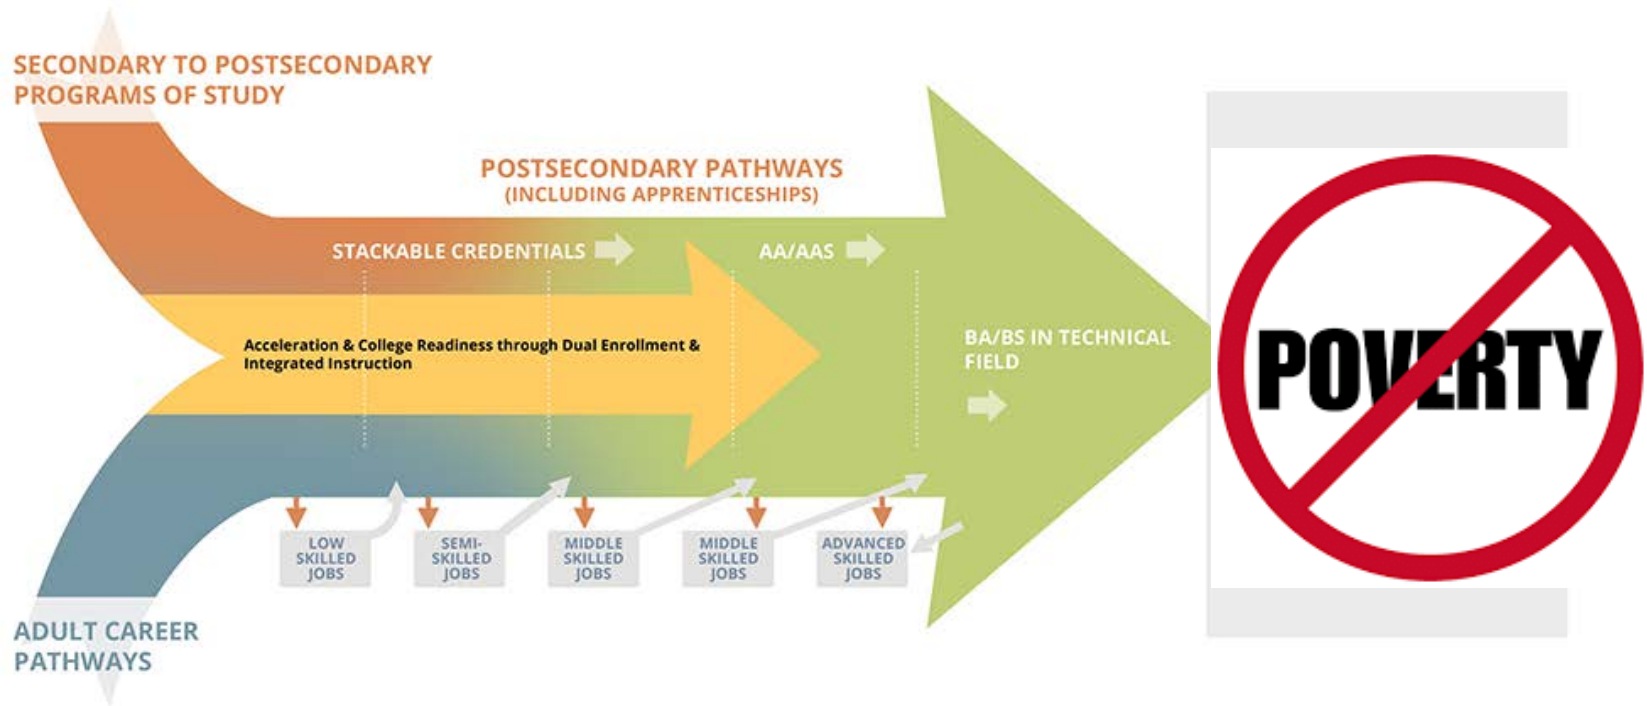 SECONDARY TO POSTSECONDARY
PROGRAMS OF STUDY
POSTSECONDARY PATHWAYS
(INCLUDING APPRENTICESHIPS)
STACKABLE CREDENTIALS
AA/AAS
Acceleration & College Readiness through Dual Enrollment &
Integrated Instruction
BA/BS IN TECHNICAL
FIELD
POVERTY
LOW
SKILLED
JOBS
SEMI-
SKILLED
JOBS
MIDDLE
SKILLED
JOBS
MIDDLE
SKILLED
JOBS
ADVANCED
SKILLED
JOBS
ADULT CAREER
PATHWAYS